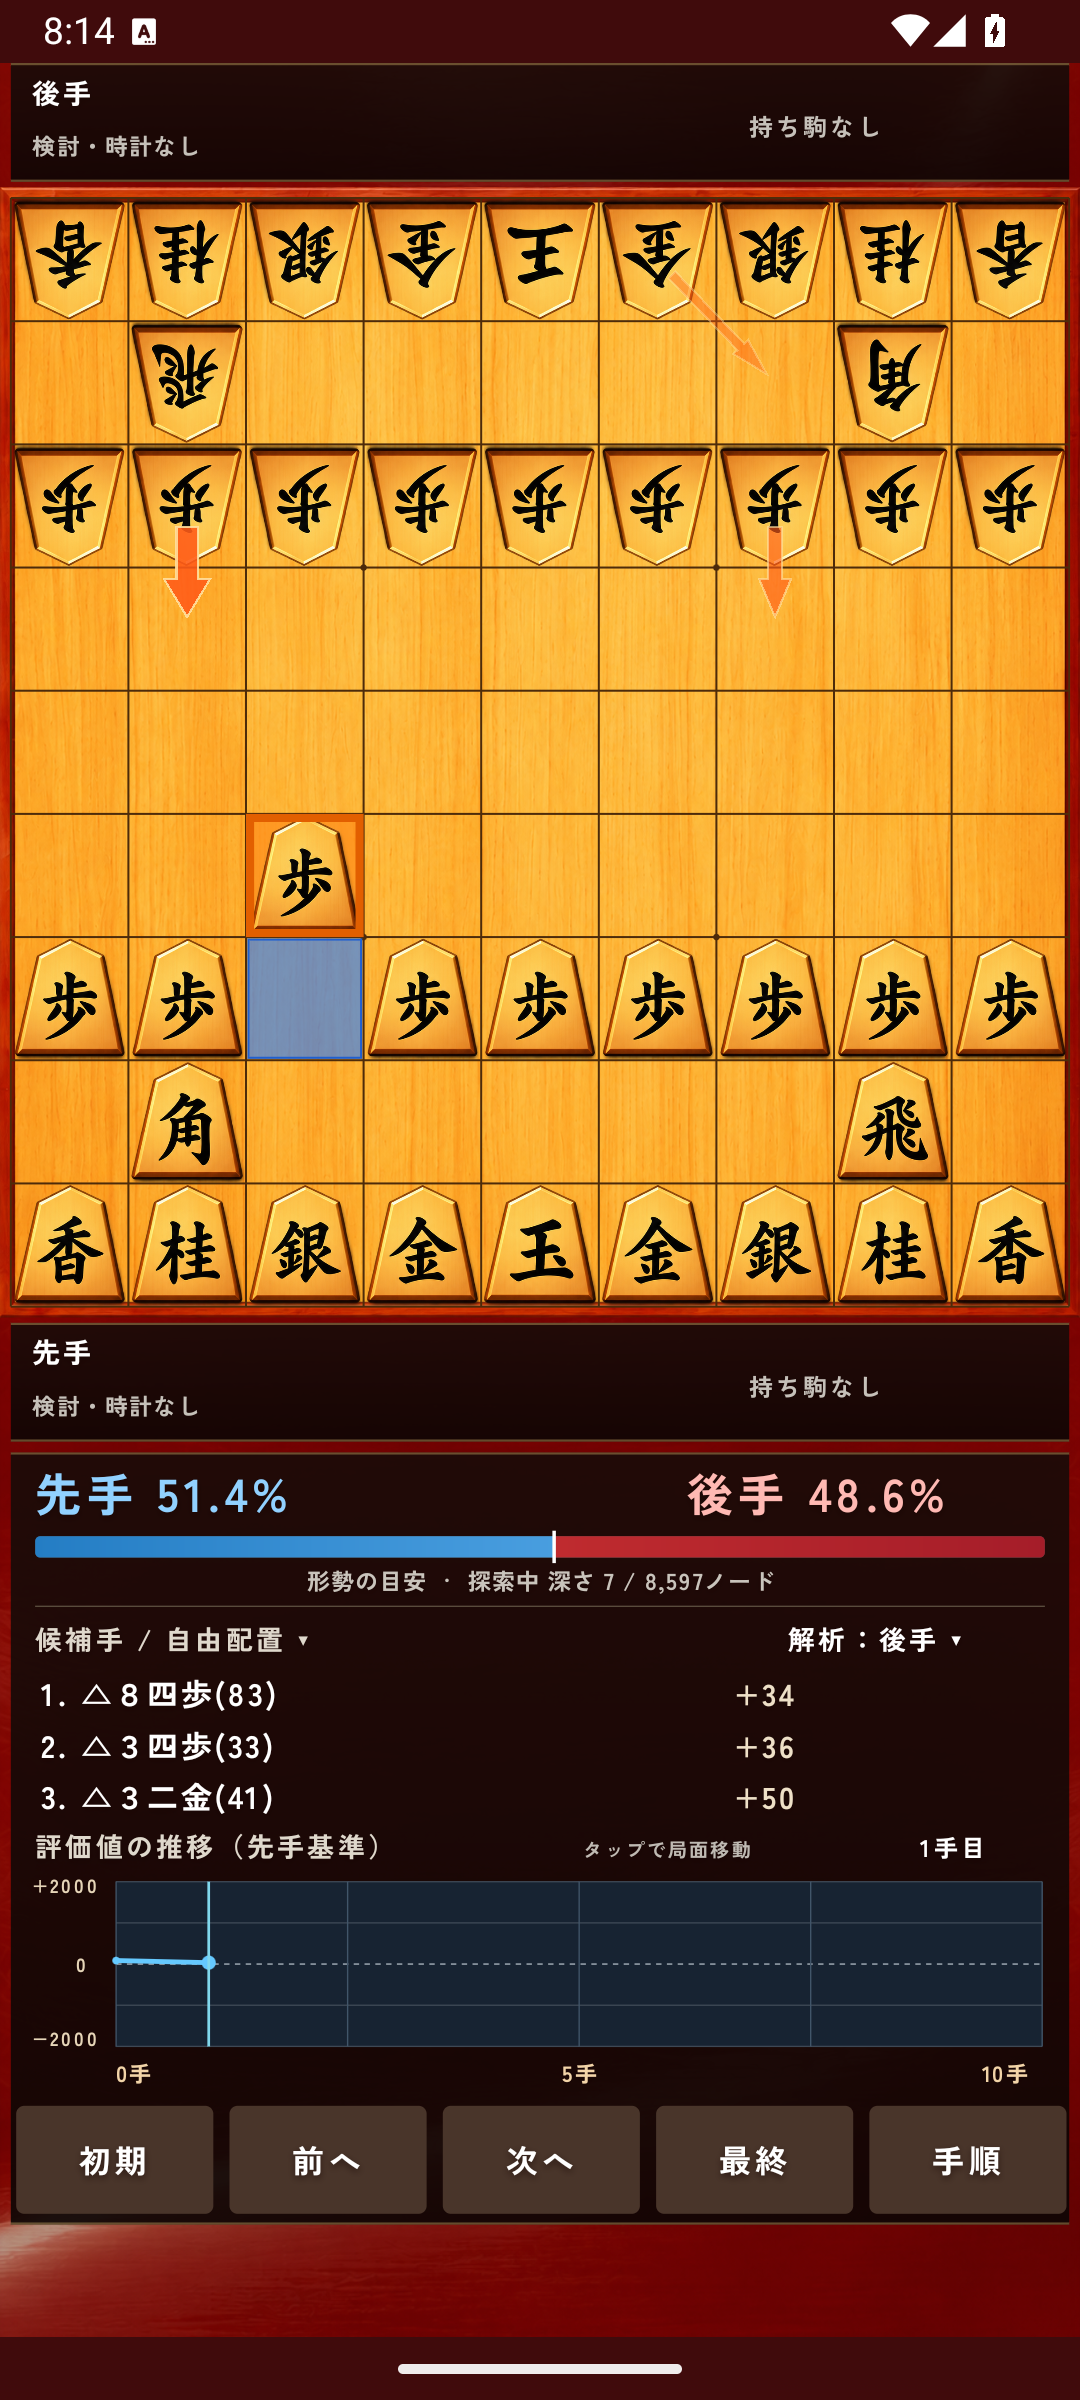 8:14 A
後手
検討・時計なし
持ち駒なし
香桂銀金王金銀桂香
飛角
歩歩歩歩歩歩歩歩歩
歩
歩歩歩歩歩歩歩歩
角飛
香桂銀金玉金銀桂香
先手
検討・時計なし
持ち駒なし
先手 51.4% 後手 48.6%
形勢の目安 ・ 探索中 深さ 7 / 8,597ノード
候補手 / 自由配置 ▾ 解析：後手 ▾
1. △８四歩(83) +34
2. △３四歩(33) +36
3. △３二金(41) +50
評価値の推移（先手基準） タップで局面移動 1手目
+2000
0
−2000
0手 5手 10手
初期 前へ 次へ 最終 手順